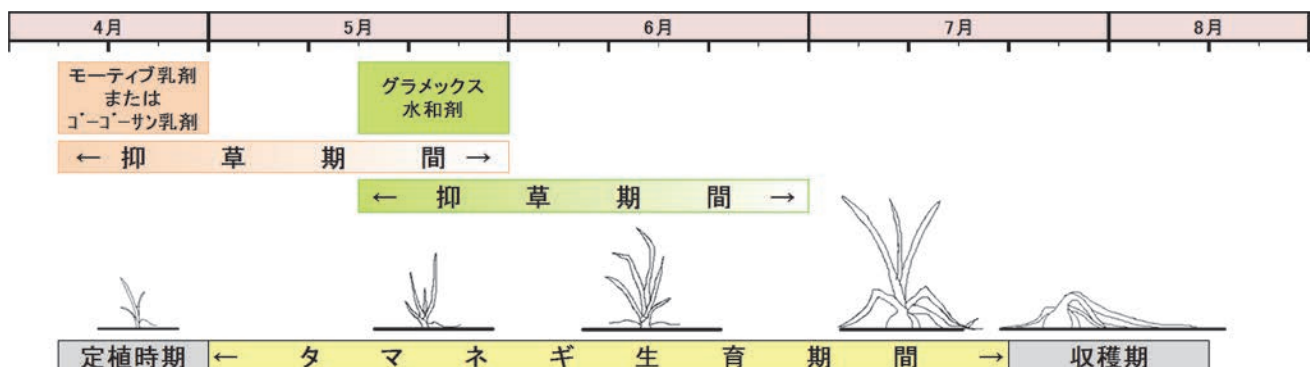 4月 5月 6月 7月 8月
モーティブ乳剤
または
ｺﾞｰｺﾞｰサン乳剤
グラメックス
水和剤
← 抑 草 期 間 →
← 抑 草 期 間 →
定植時期 ← タ マ ネ ギ 生 育 期 間 → 収穫期